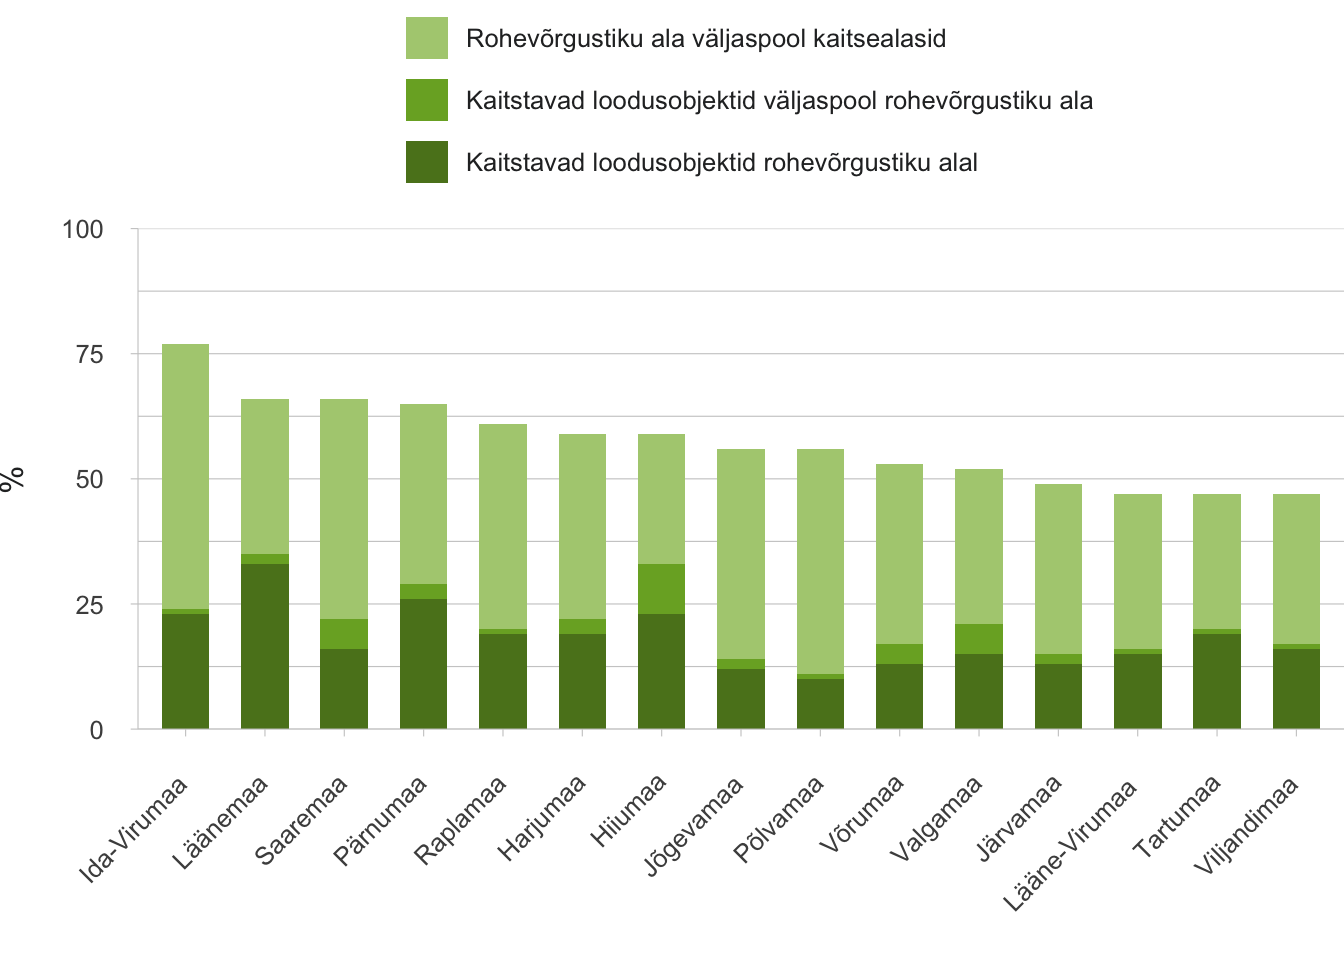 Rohevõrgustiku ala väljaspool kaitsealasid
Kaitstavad loodusobjektid väljaspool rohevõrgustiku ala
Kaitstavad loodusobjektid rohevõrgustiku alal
100
75
50
25
0
%
Ida-Virumaa
Läänemaa
Saaremaa
Pärnumaa
Raplamaa
Harjumaa
Hiiumaa
Jõgevamaa
Põlvamaa
Võrumaa
Valgamaa
Järvamaa
Lääne-Virumaa
Tartumaa
Viljandimaa